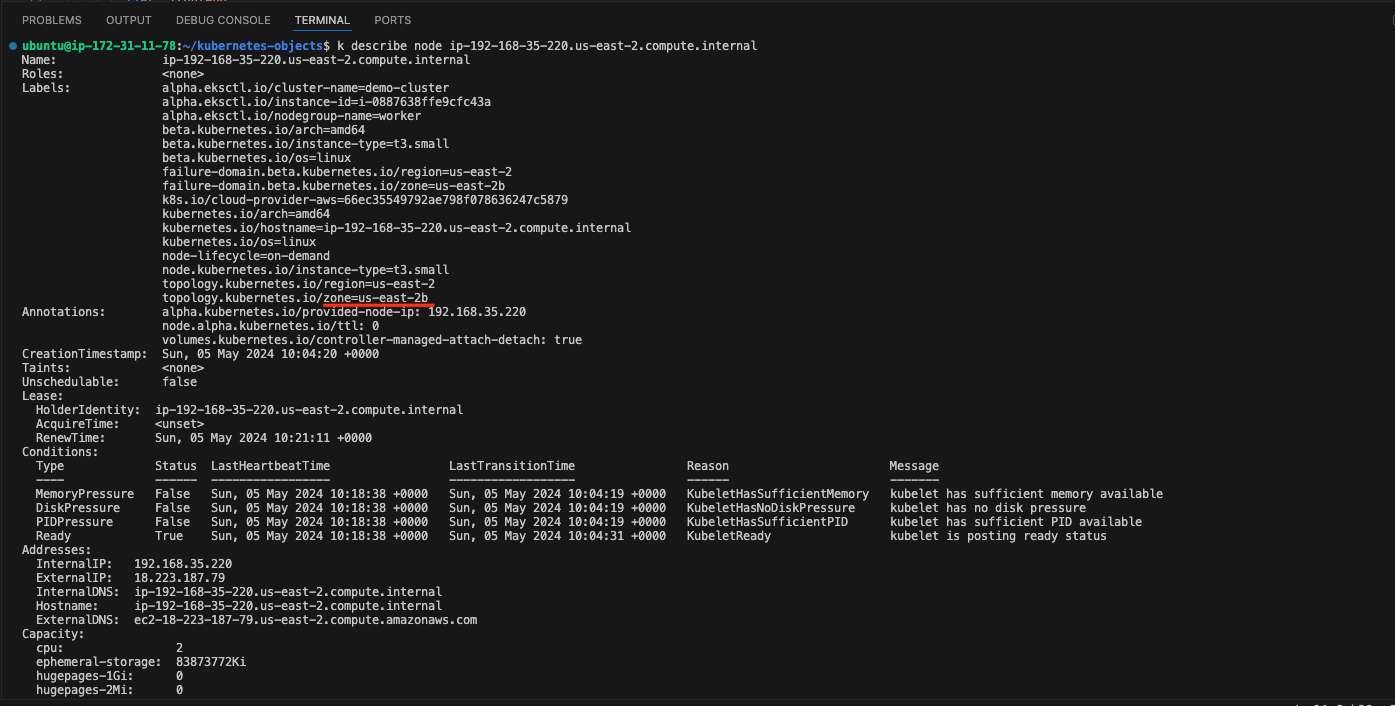 PROBLEMS OUTPUT DEBUG CONSOLE TERMINAL PORTS
ubuntu@ip-172-31-11-78:~/kubernetes-objects$ k describe node ip-192-168-35-220.us-east-2.compute.internal
Name: ip-192-168-35-220.us-east-2.compute.internal
Roles: <none>
Labels: alpha.eksctl.io/cluster-name=demo-cluster
alpha.eksctl.io/instance-id=i-0887638ffe9cfc43a
alpha.eksctl.io/nodegroup-name=worker
beta.kubernetes.io/arch=amd64
beta.kubernetes.io/instance-type=t3.small
beta.kubernetes.io/os=linux
failure-domain.beta.kubernetes.io/region=us-east-2
failure-domain.beta.kubernetes.io/zone=us-east-2b
k8s.io/cloud-provider-aws=66ec35549792ae798f078636247c5879
kubernetes.io/arch=amd64
kubernetes.io/hostname=ip-192-168-35-220.us-east-2.compute.internal
kubernetes.io/os=linux
node-lifecycle=on-demand
node.kubernetes.io/instance-type=t3.small
topology.kubernetes.io/region=us-east-2
topology.kubernetes.io/zone=us-east-2b
Annotations: alpha.kubernetes.io/provided-node-ip: 192.168.35.220
node.alpha.kubernetes.io/ttl: 0
volumes.kubernetes.io/controller-managed-attach-detach: true
CreationTimestamp: Sun, 05 May 2024 10:04:20 +0000
Taints: <none>
Unschedulable: false
Lease:
HolderIdentity: ip-192-168-35-220.us-east-2.compute.internal
AcquireTime: <unset>
RenewTime: Sun, 05 May 2024 10:21:11 +0000
Conditions:
Type Status LastHeartbeatTime LastTransitionTime Reason Message
---- ------ ----------------- ------------------ ------ -------
MemoryPressure False Sun, 05 May 2024 10:18:38 +0000 Sun, 05 May 2024 10:04:19 +0000 KubeletHasSufficientMemory kubelet has sufficient memory available
DiskPressure False Sun, 05 May 2024 10:18:38 +0000 Sun, 05 May 2024 10:04:19 +0000 KubeletHasNoDiskPressure kubelet has no disk pressure
PIDPressure False Sun, 05 May 2024 10:18:38 +0000 Sun, 05 May 2024 10:04:19 +0000 KubeletHasSufficientPID kubelet has sufficient PID available
Ready True Sun, 05 May 2024 10:18:38 +0000 Sun, 05 May 2024 10:04:31 +0000 KubeletReady kubelet is posting ready status
Addresses:
InternalIP: 192.168.35.220
ExternalIP: 18.223.187.79
InternalDNS: ip-192-168-35-220.us-east-2.compute.internal
Hostname: ip-192-168-35-220.us-east-2.compute.internal
ExternalDNS: ec2-18-223-187-79.us-east-2.compute.amazonaws.com
Capacity:
cpu: 2
ephemeral-storage: 83873772Ki
hugepages-1Gi: 0
hugepages-2Mi: 0